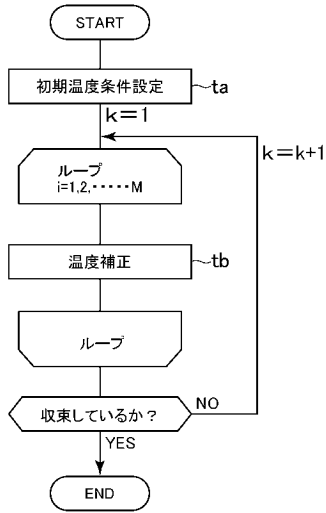 START
初期温度条件設定
ta
k=1
k=k+1
ループ
i=1,2,・・・・・M
温度補正
tb
ループ
収束しているか?
NO
YES
END